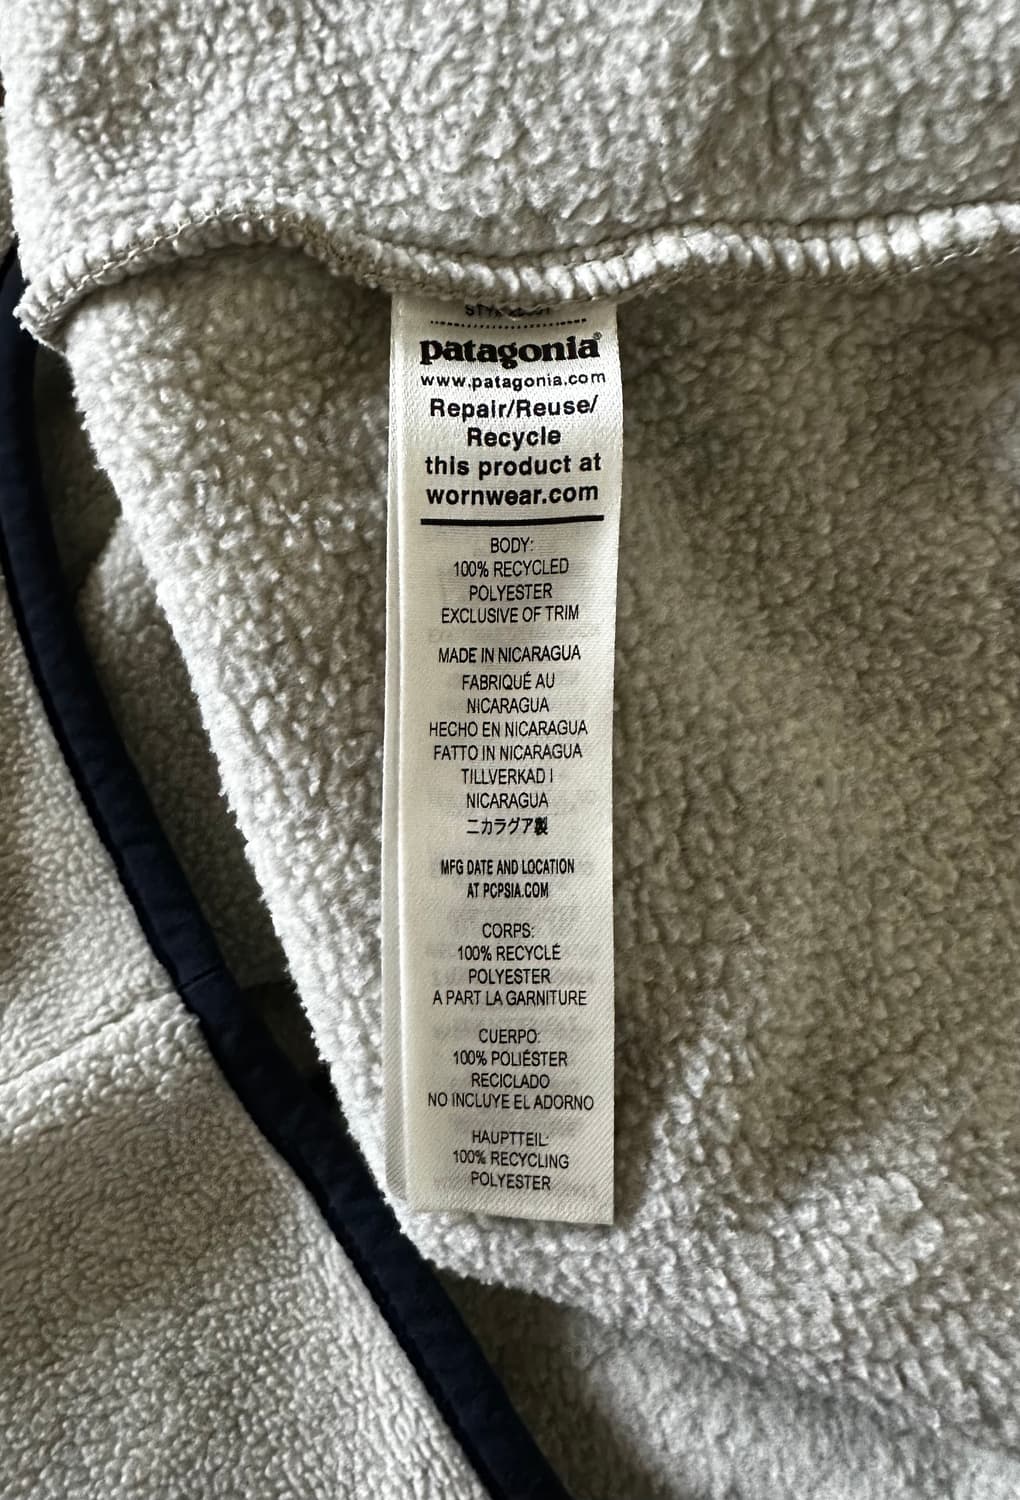 patagonia®
www.patagonia.com
Repair/Reuse/
Recycle
this product at
wornwear.com
BODY:
100% RECYCLED
POLYESTER
EXCLUSIVE OF TRIM
MADE IN NICARAGUA
FABRIQUÉ AU
NICARAGUA
HECHO EN NICARAGUA
FATTO IN NICARAGUA
TILLVERKAD I
NICARAGUA
ニカラグア製
MFG DATE AND LOCATION
AT PCPSIA.COM
CORPS:
100% RECYCLÉ
POLYESTER
A PART LA GARNITURE
CUERPO:
100% POLIÉSTER
RECICLADO
NO INCLUYE EL ADORNO
HAUPTTEIL:
100% RECYCLING
POLYESTER